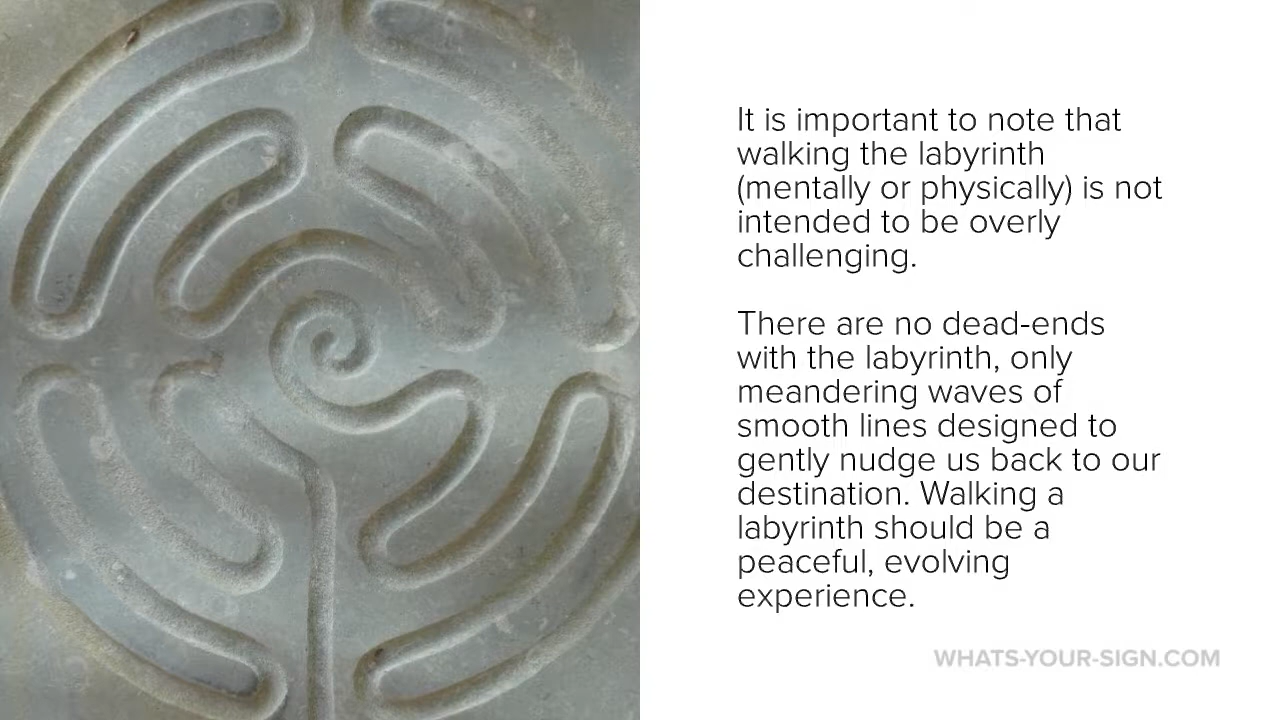 It is important to note that
walking the labyrinth
(mentally or physically) is not
intended to be overly
challenging.
There are no dead-ends
with the labyrinth, only
meandering waves of
smooth lines designed to
gently nudge us back to our
destination. Walking a
labyrinth should be a
peaceful, evolving
experience.
WHATS-YOUR-SIGN.COM